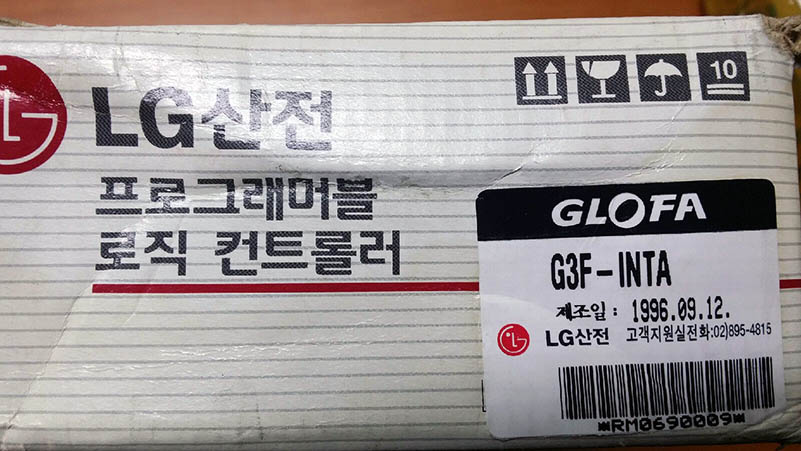 LG산전
프로그래머블
로직 컨트롤러
10
GLOFA
G3F-INTA
제조일 : 1996.09.12.
LG산전 고객지원실전화:02)895-4815
*RM0690009*